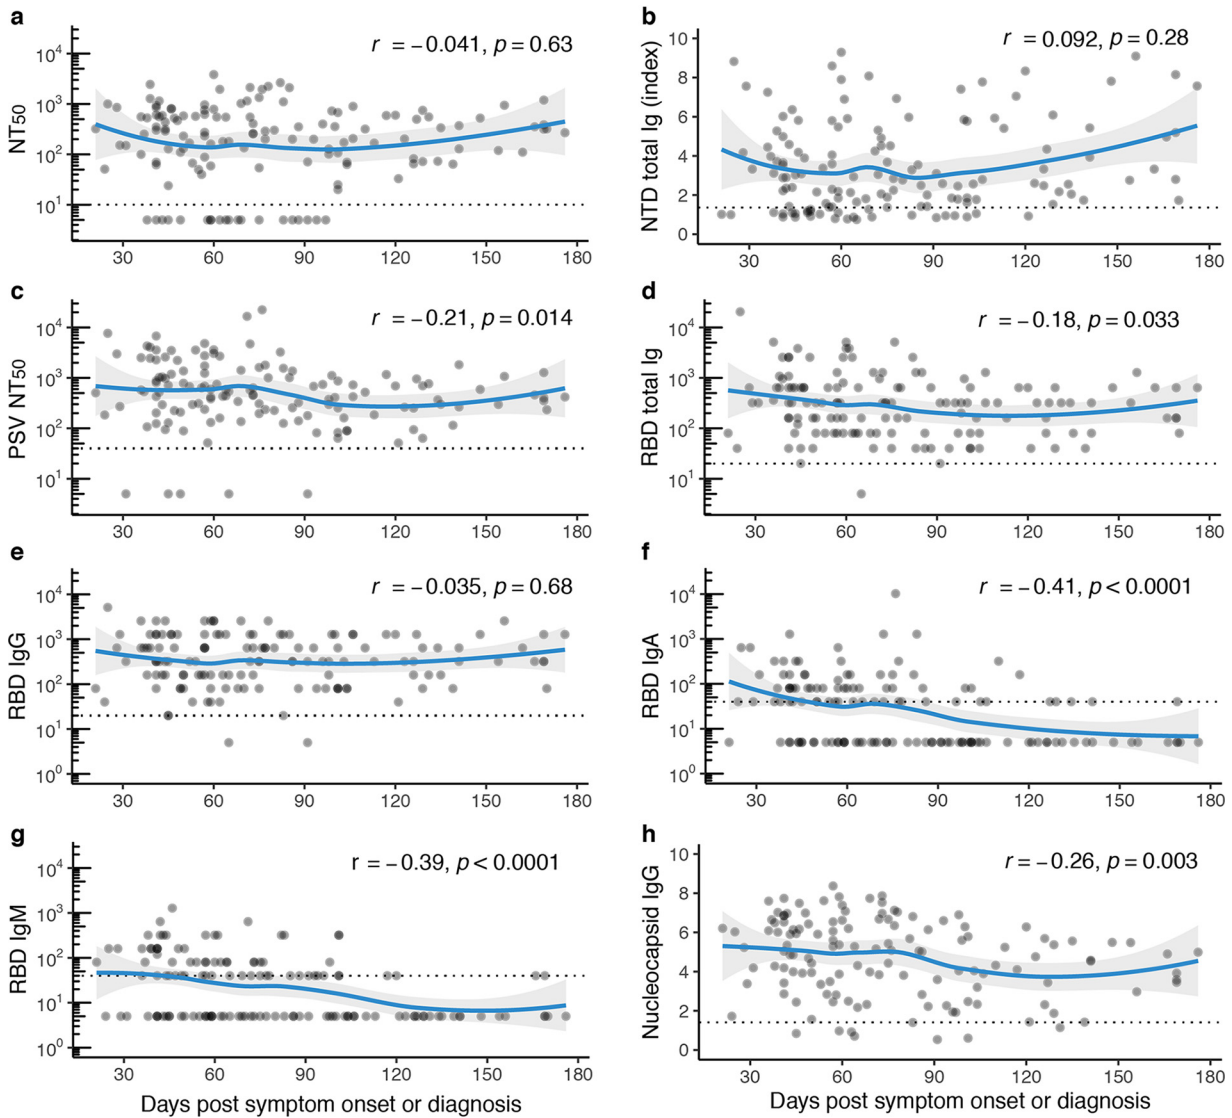 a
r = −0.041, p = 0.63
NT50
10⁴
10³
10²
10¹
30 60 90 120 150 180
b
r = 0.092, p = 0.28
NTD total Ig (index)
10
8
6
4
2
0
30 60 90 120 150 180
c
r = −0.21, p = 0.014
PSV NT50
10⁴
10³
10²
10¹
30 60 90 120 150 180
d
r = −0.18, p = 0.033
RBD total Ig
10⁴
10³
10²
10¹
30 60 90 120 150 180
e
r = −0.035, p = 0.68
RBD IgG
10⁴
10³
10²
10¹
10⁰
30 60 90 120 150 180
f
r = −0.41, p < 0.0001
RBD IgA
10⁴
10³
10²
10¹
10⁰
30 60 90 120 150 180
g
r = −0.39, p < 0.0001
RBD IgM
10⁴
10³
10²
10¹
10⁰
30 60 90 120 150 180
Days post symptom onset or diagnosis
h
r = −0.26, p = 0.003
Nucleocapsid IgG
10
8
6
4
2
0
30 60 90 120 150 180
Days post symptom onset or diagnosis